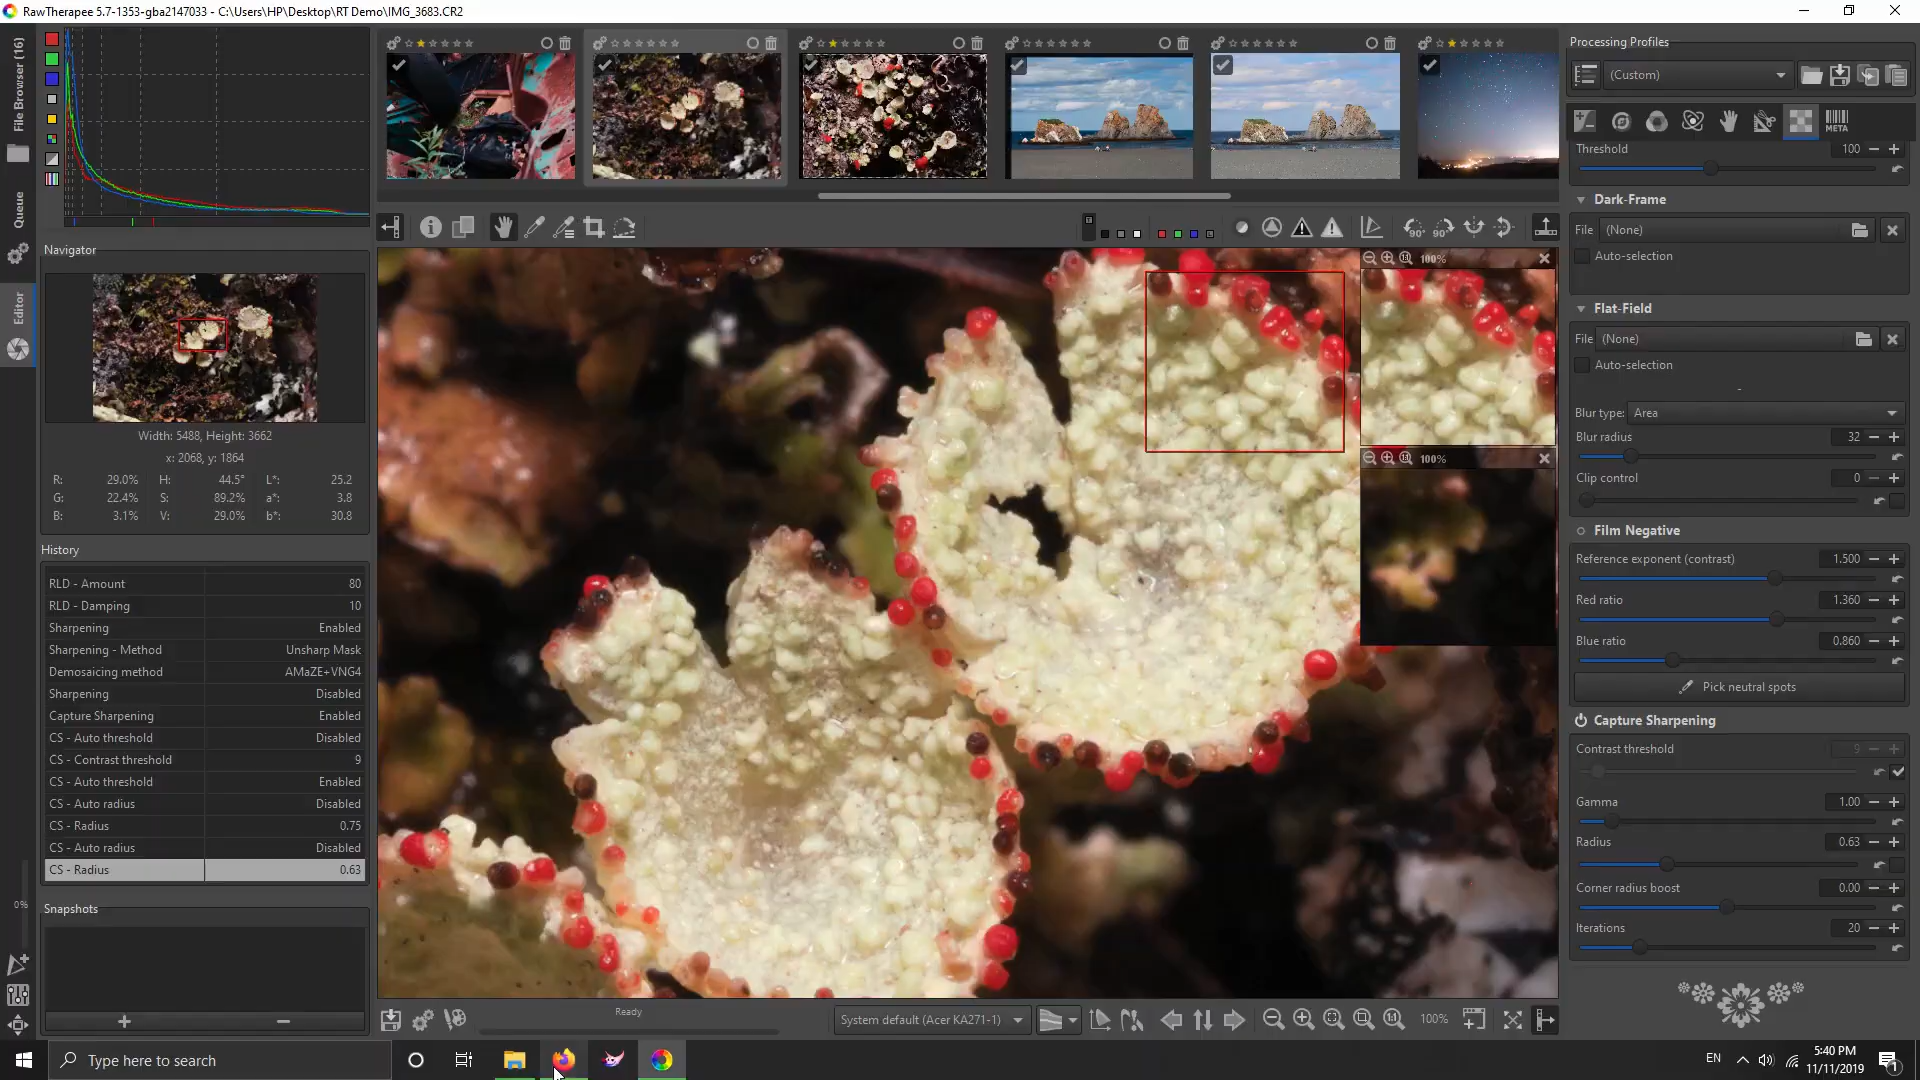 RawTherapee 5.7-1353-gba2147033 - C:\Users\HP\Desktop\RT Demo\IMG_3683.CR2
File Browser (16)
Queue
Editor
0%
Navigator
Width: 5488, Height: 3662
x: 2068, y: 1864
R: 29.0% H: 44.5° L*: 25.2
G: 22.4% S: 89.2% a*: 3.8
B: 3.1% V: 29.0% b*: 30.8
History
RLD - Amount 80
RLD - Damping 10
Sharpening Enabled
Sharpening - Method Unsharp Mask
Demosaicing method AMaZE+VNG4
Sharpening Disabled
Capture Sharpening Enabled
CS - Auto threshold Disabled
CS - Contrast threshold 9
CS - Auto threshold Enabled
CS - Auto radius Disabled
CS - Radius 0.75
CS - Auto radius Disabled
CS - Radius 0.63
Snapshots
90° 90°
100%
100%
Ready
System default (Acer KA271-1)
100%
Processing Profiles
(Custom)
META
Threshold 100
Dark-Frame
File (None)
Auto-selection
Flat-Field
File (None)
Auto-selection
-
Blur type: Area
Blur radius 32
Clip control 0
Film Negative
Reference exponent (contrast) 1.500
Red ratio 1.360
Blue ratio 0.860
Pick neutral spots
Capture Sharpening
Contrast threshold 9
Gamma 1.00
Radius 0.63
Corner radius boost 0.00
Iterations 20
Type here to search
EN
5:40 PM
11/11/2019
1